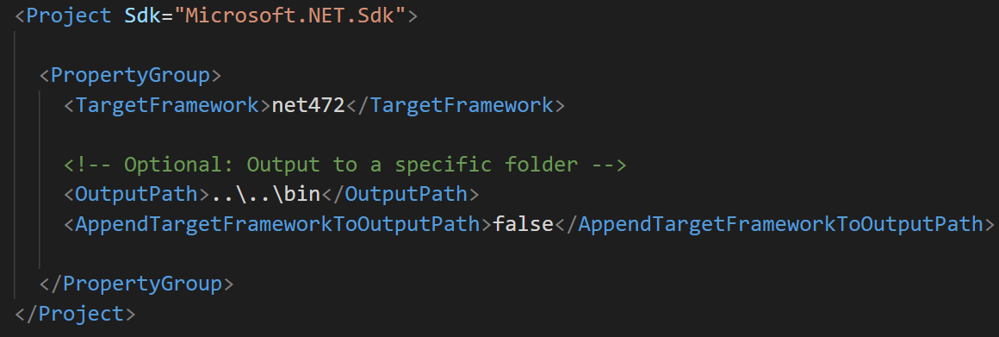 <Project Sdk="Microsoft.NET.Sdk">
<PropertyGroup>
<TargetFramework>net472</TargetFramework>
<!-- Optional: Output to a specific folder -->
<OutputPath>..\..\bin</OutputPath>
<AppendTargetFrameworkToOutputPath>false</AppendTargetFrameworkToOutputPath>
</PropertyGroup>
</Project>